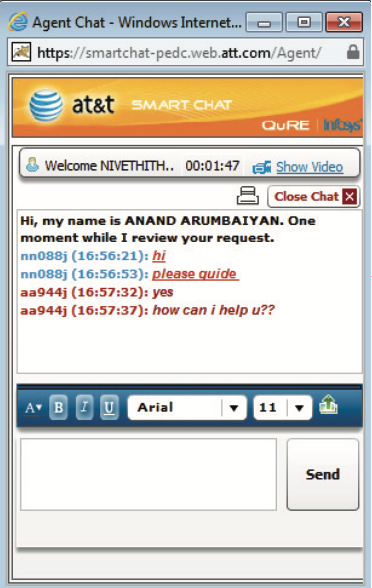 Agent Chat - Windows Internet...
https://smartchat-pedc.web.att.com/Agent/
at&t SMART CHAT
QuRE | Infosys
Welcome NIVETHITH.. 00:01:47 Show Video
Close Chat X
Hi, my name is ANAND ARUMBAIYAN. One
moment while I review your request.
nn088j (16:56:21): hi
nn088j (16:56:53): please guide
aa944j (16:57:32): yes
aa944j (16:57:37): how can i help u??
A B I U Arial 11
Send